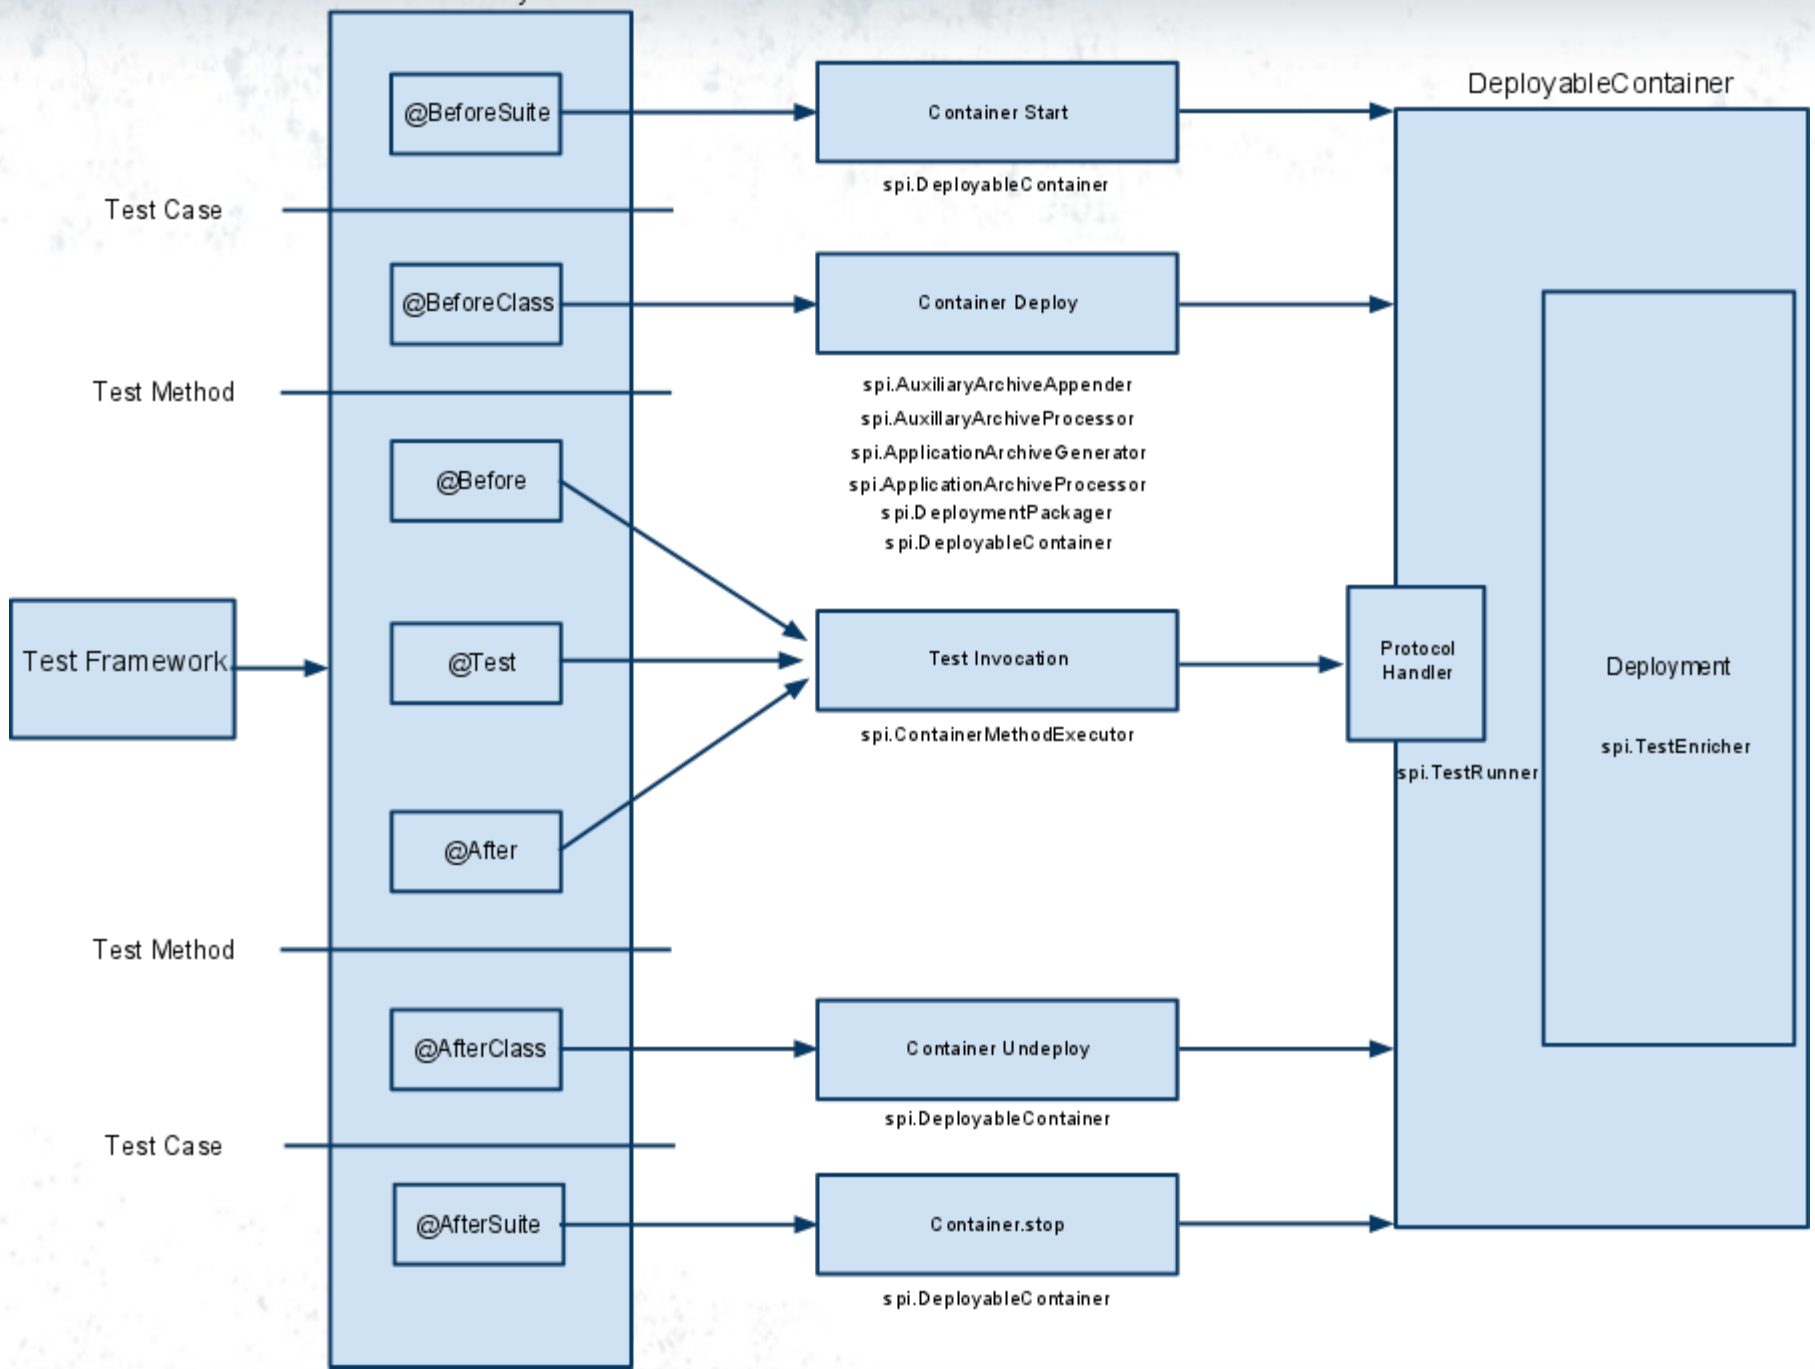 DeployableContainer
@BeforeSuite
Container Start
spi.DeployableContainer
Test Case
@BeforeClass
Container Deploy
Test Method
spi.AuxiliaryArchiveAppender
spi.AuxillaryArchiveProcessor
spi.ApplicationArchiveGenerator
spi.ApplicationArchiveProcessor
spi.DeploymentPackager
spi.DeployableContainer
@Before
Test Framework
@Test
Test Invocation
spi.ContainerMethodExecutor
Protocol
Handler
spi.TestRunner
Deployment
spi.TestEnricher
@After
Test Method
@AfterClass
Container Undeploy
spi.DeployableContainer
Test Case
@AfterSuite
Container.stop
spi.DeployableContainer